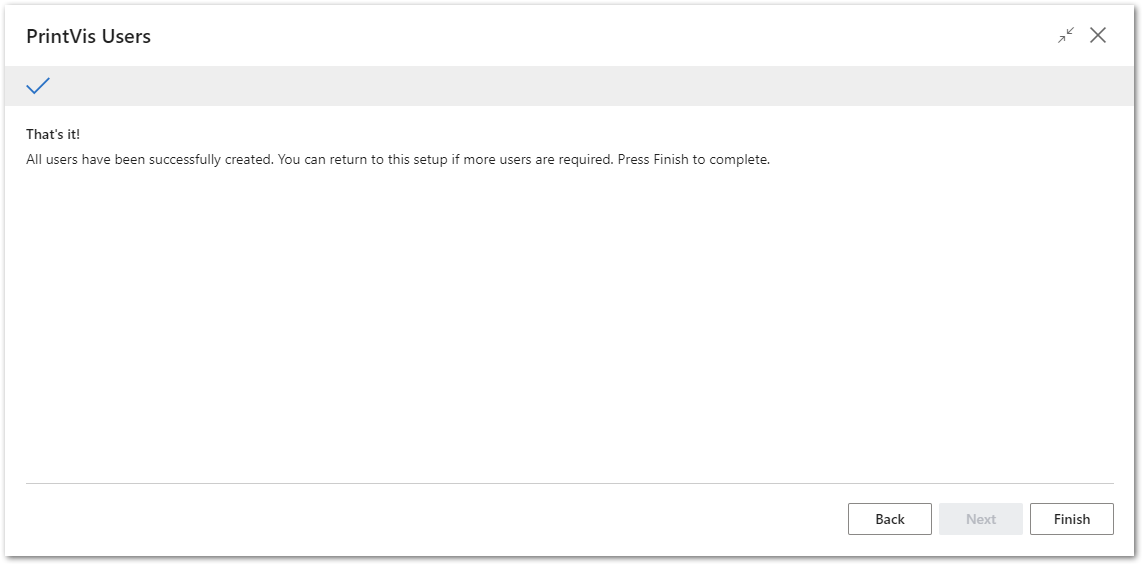 PrintVis Users
That's it!
All users have been successfully created. You can return to this setup if more users are required. Press Finish to complete.
Back
Next
Finish